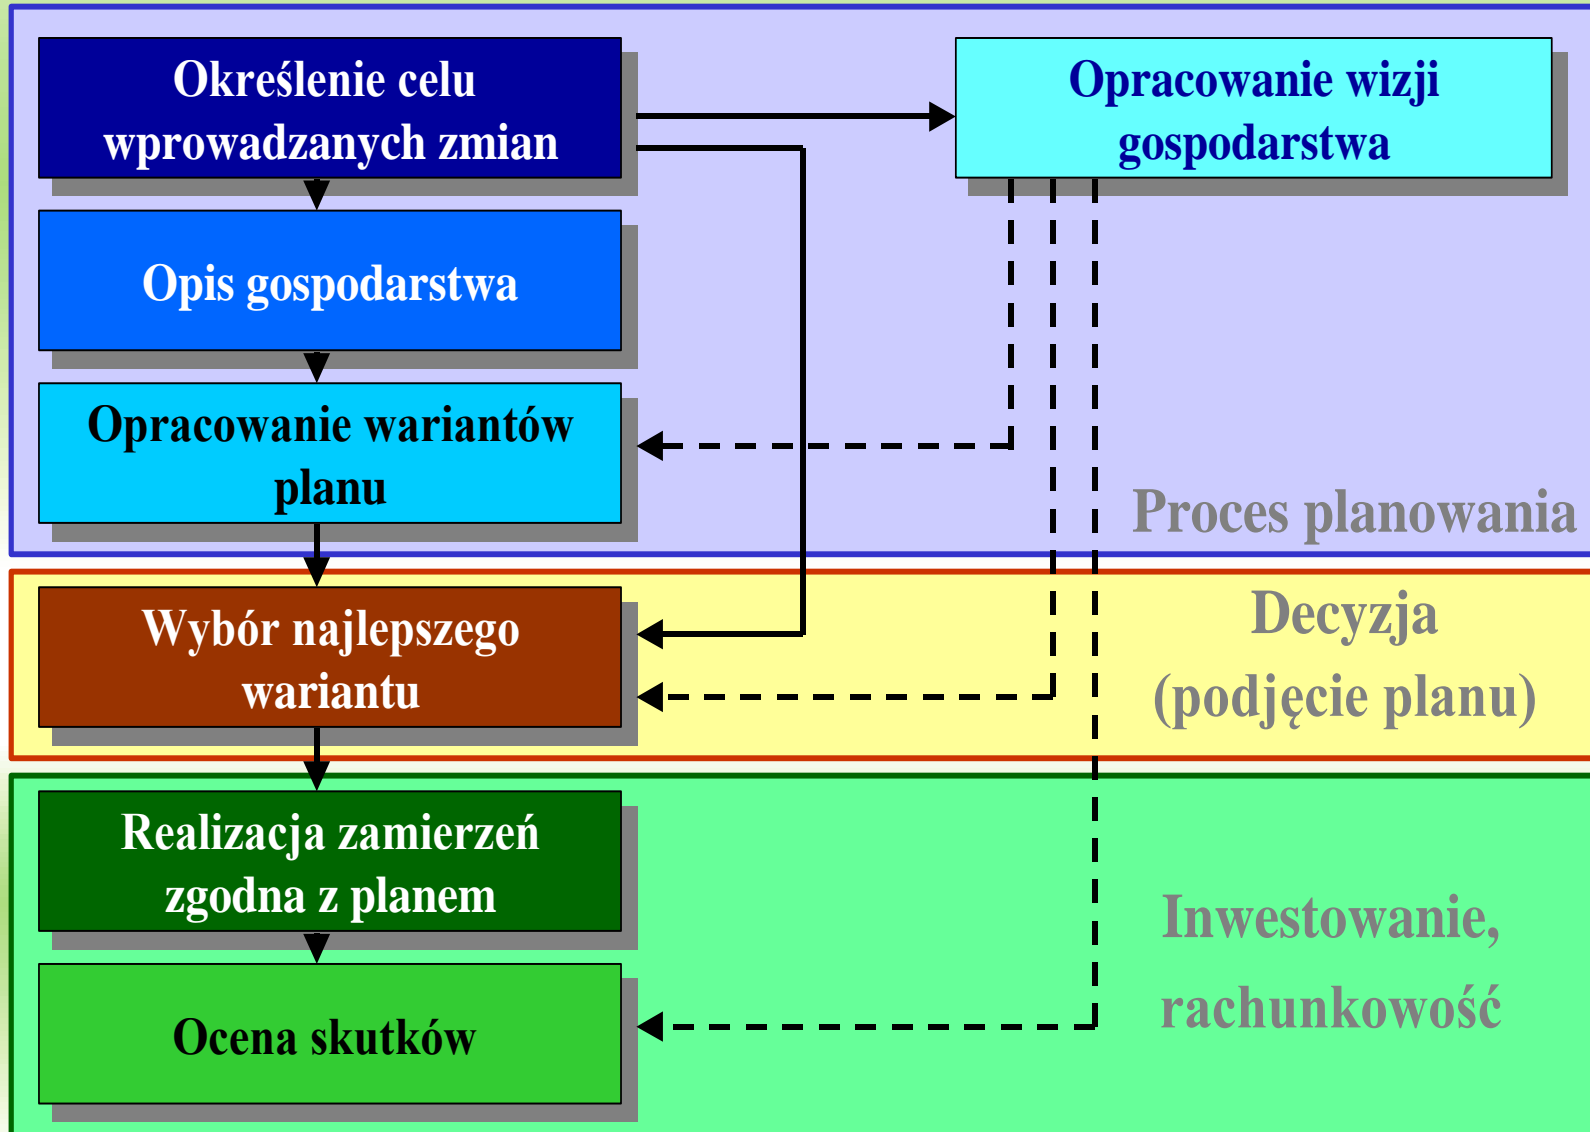 Określenie celu
wprowadzanych zmian
Opracowanie wizji
gospodarstwa
Opis gospodarstwa
Opracowanie wariantów
planu
Proces planowania
Wybór najlepszego
wariantu
Decyzja
(podjęcie planu)
Realizacja zamierzeń
zgodna z planem
Inwestowanie,
rachunkowość
Ocena skutków